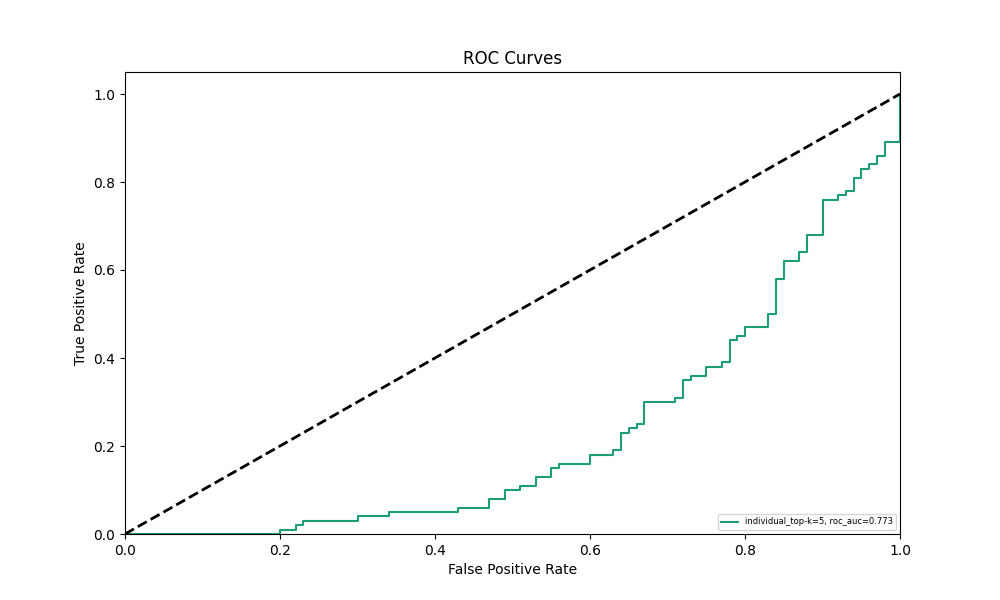 ROC Curves
True Positive Rate
1.0
0.8
0.6
0.4
0.2
0.0
0.0 0.2 0.4 0.6 0.8 1.0
False Positive Rate
individual_top-k=5, roc_auc=0.773